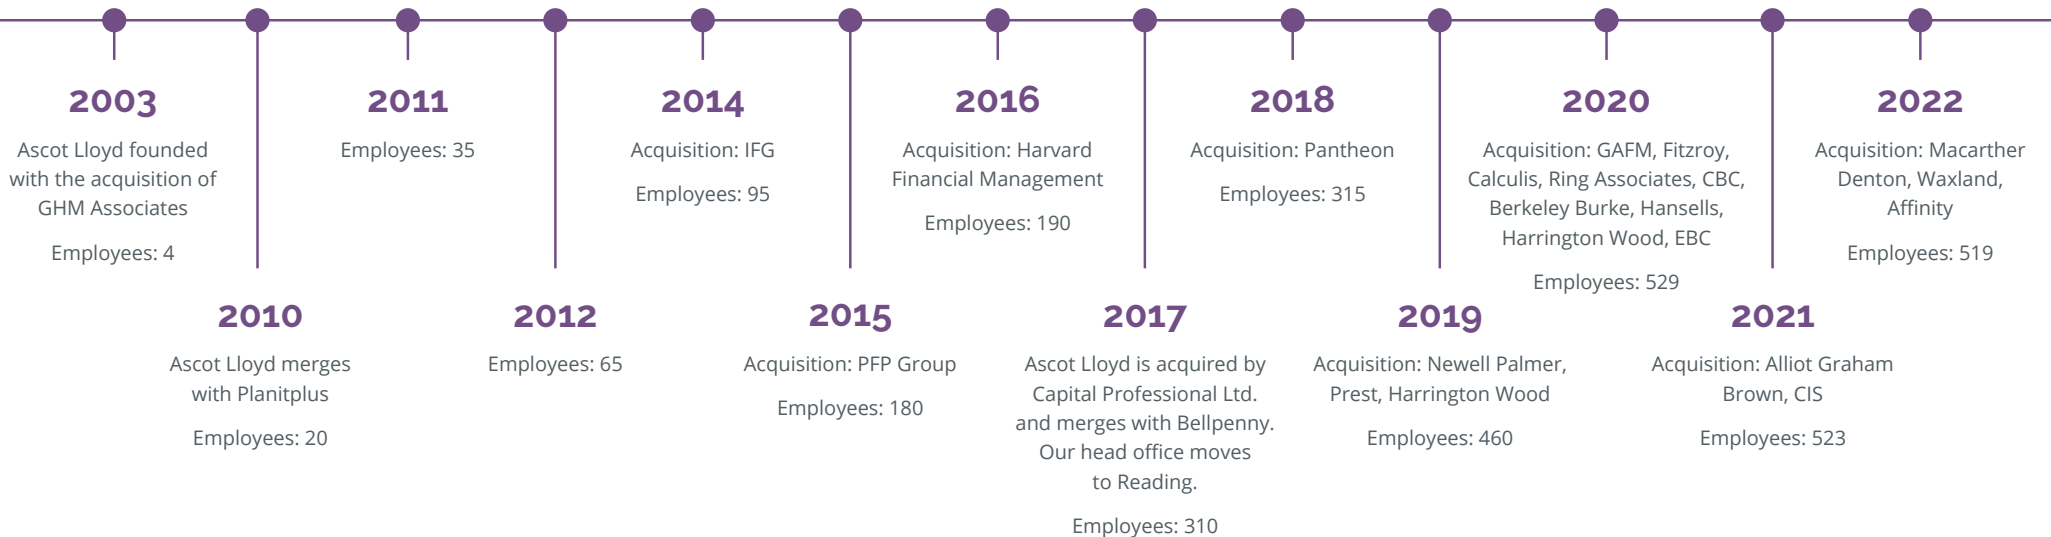 2003
Ascot Lloyd founded
with the acquisition of
GHM Associates
Employees: 4
2010
Ascot Lloyd merges
with Planitplus
Employees: 20
2011
Employees: 35
2012
Employees: 65
2014
Acquisition: IFG
Employees: 95
2015
Acquisition: PFP Group
Employees: 180
2016
Acquisition: Harvard
Financial Management
Employees: 190
2017
Ascot Lloyd is acquired by
Capital Professional Ltd.
and merges with Bellpenny.
Our head office moves
to Reading.
Employees: 310
2018
Acquisition: Pantheon
Employees: 315
2019
Acquisition: Newell Palmer,
Prest, Harrington Wood
Employees: 460
2020
Acquisition: GAFM, Fitzroy,
Calculis, Ring Associates, CBC,
Berkeley Burke, Hansells,
Harrington Wood, EBC
Employees: 529
2021
Acquisition: Alliot Graham
Brown, CIS
Employees: 523
2022
Acquisition: Macarther
Denton, Waxland,
Affinity
Employees: 519